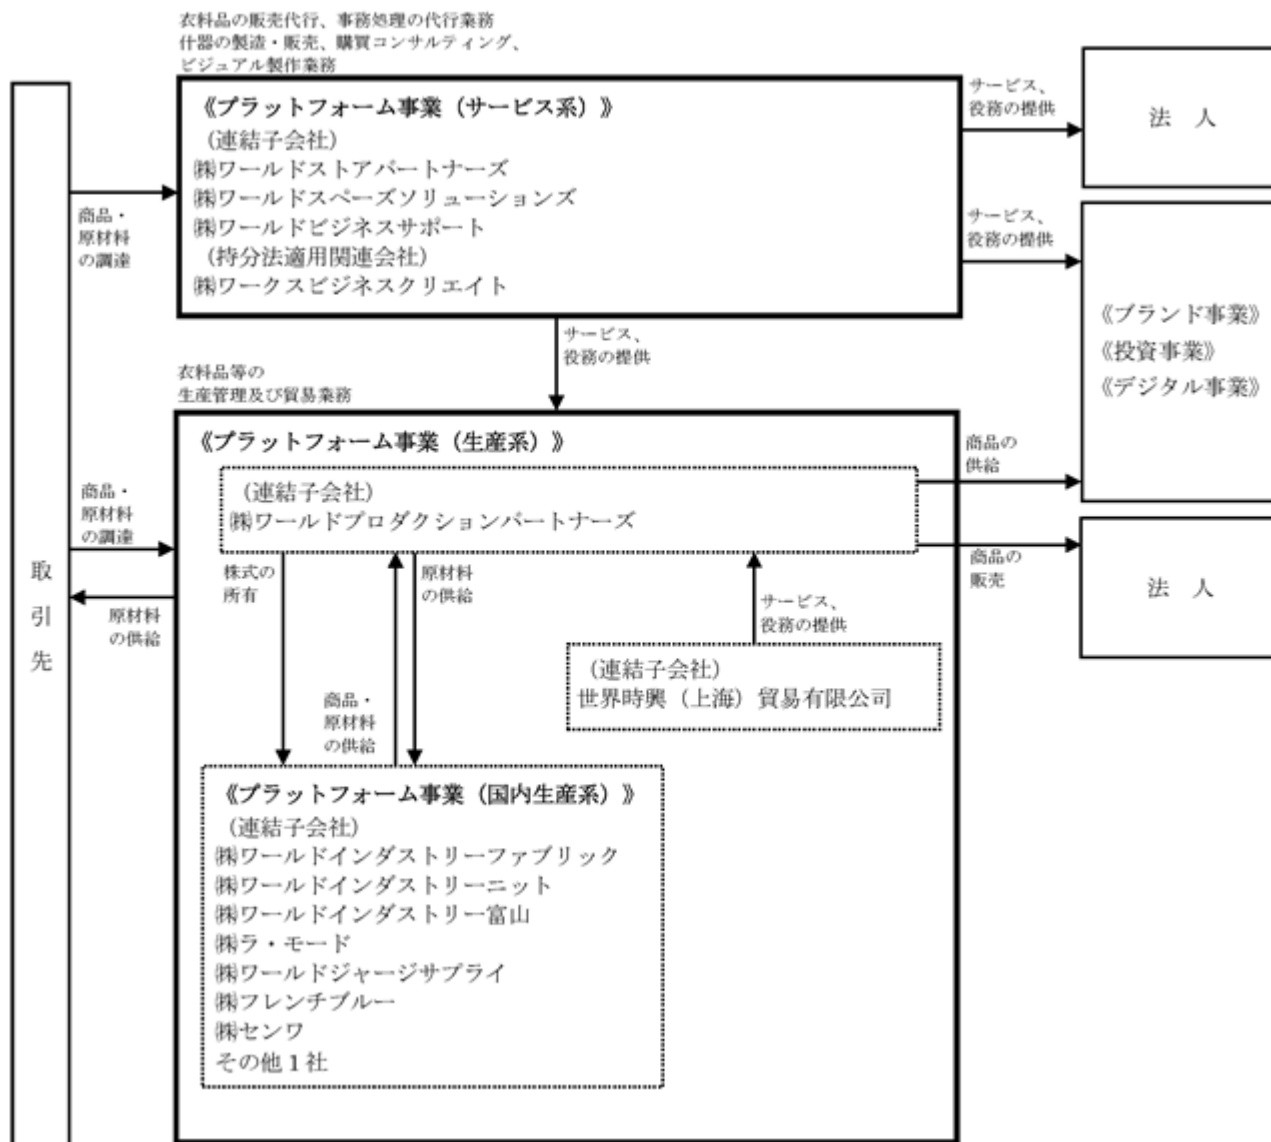 衣料品の販売代行、事務処理の代行業務
什器の製造・販売、購買コンサルティング、
ビジュアル製作業務
《プラットフォーム事業（サービス系）》
（連結子会社）
㈱ワールドストアパートナーズ
㈱ワールドスペースソリューションズ
㈱ワールドビジネスサポート
（持分法適用関連会社）
㈱ワークスビジネスクリエイト
商品・
原材料
の調達
サービス、
役務の提供
法　人
サービス、
役務の提供
《ブランド事業》
《投資事業》
《デジタル事業》
サービス、
役務の提供
衣料品等の
生産管理及び貿易業務
《プラットフォーム事業（生産系）》
（連結子会社）
㈱ワールドプロダクションパートナーズ
商品の
供給
商品の
販売
法　人
商品・
原材料
の調達
原材料
の供給
取
引
先
株式の
所有
原材料
の供給
サービス、
役務の提供
（連結子会社）
世界時興（上海）貿易有限公司
商品・
原材料
の供給
《プラットフォーム事業（国内生産系）》
（連結子会社）
㈱ワールドインダストリーファブリック
㈱ワールドインダストリーニット
㈱ワールドインダストリー富山
㈱ラ・モード
㈱ワールドジャージサプライ
㈱フレンチブルー
㈱センワ
その他１社